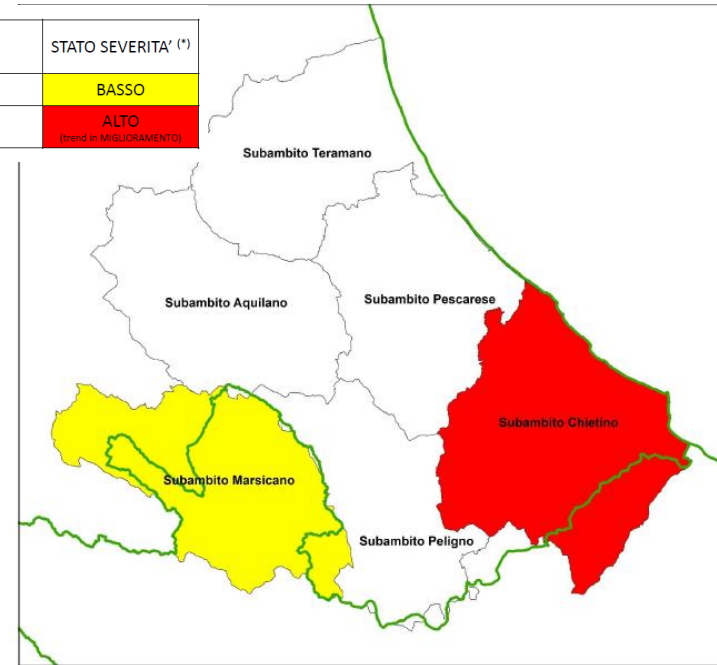 STATO SEVERITA’ (*)
BASSO
ALTO
(trend in MIGLIORAMENTO)
Subambito Teramano
Subambito Aquilano
Subambito Pescarese
Subambito Chietino
Subambito Marsicano
Subambito Peligno